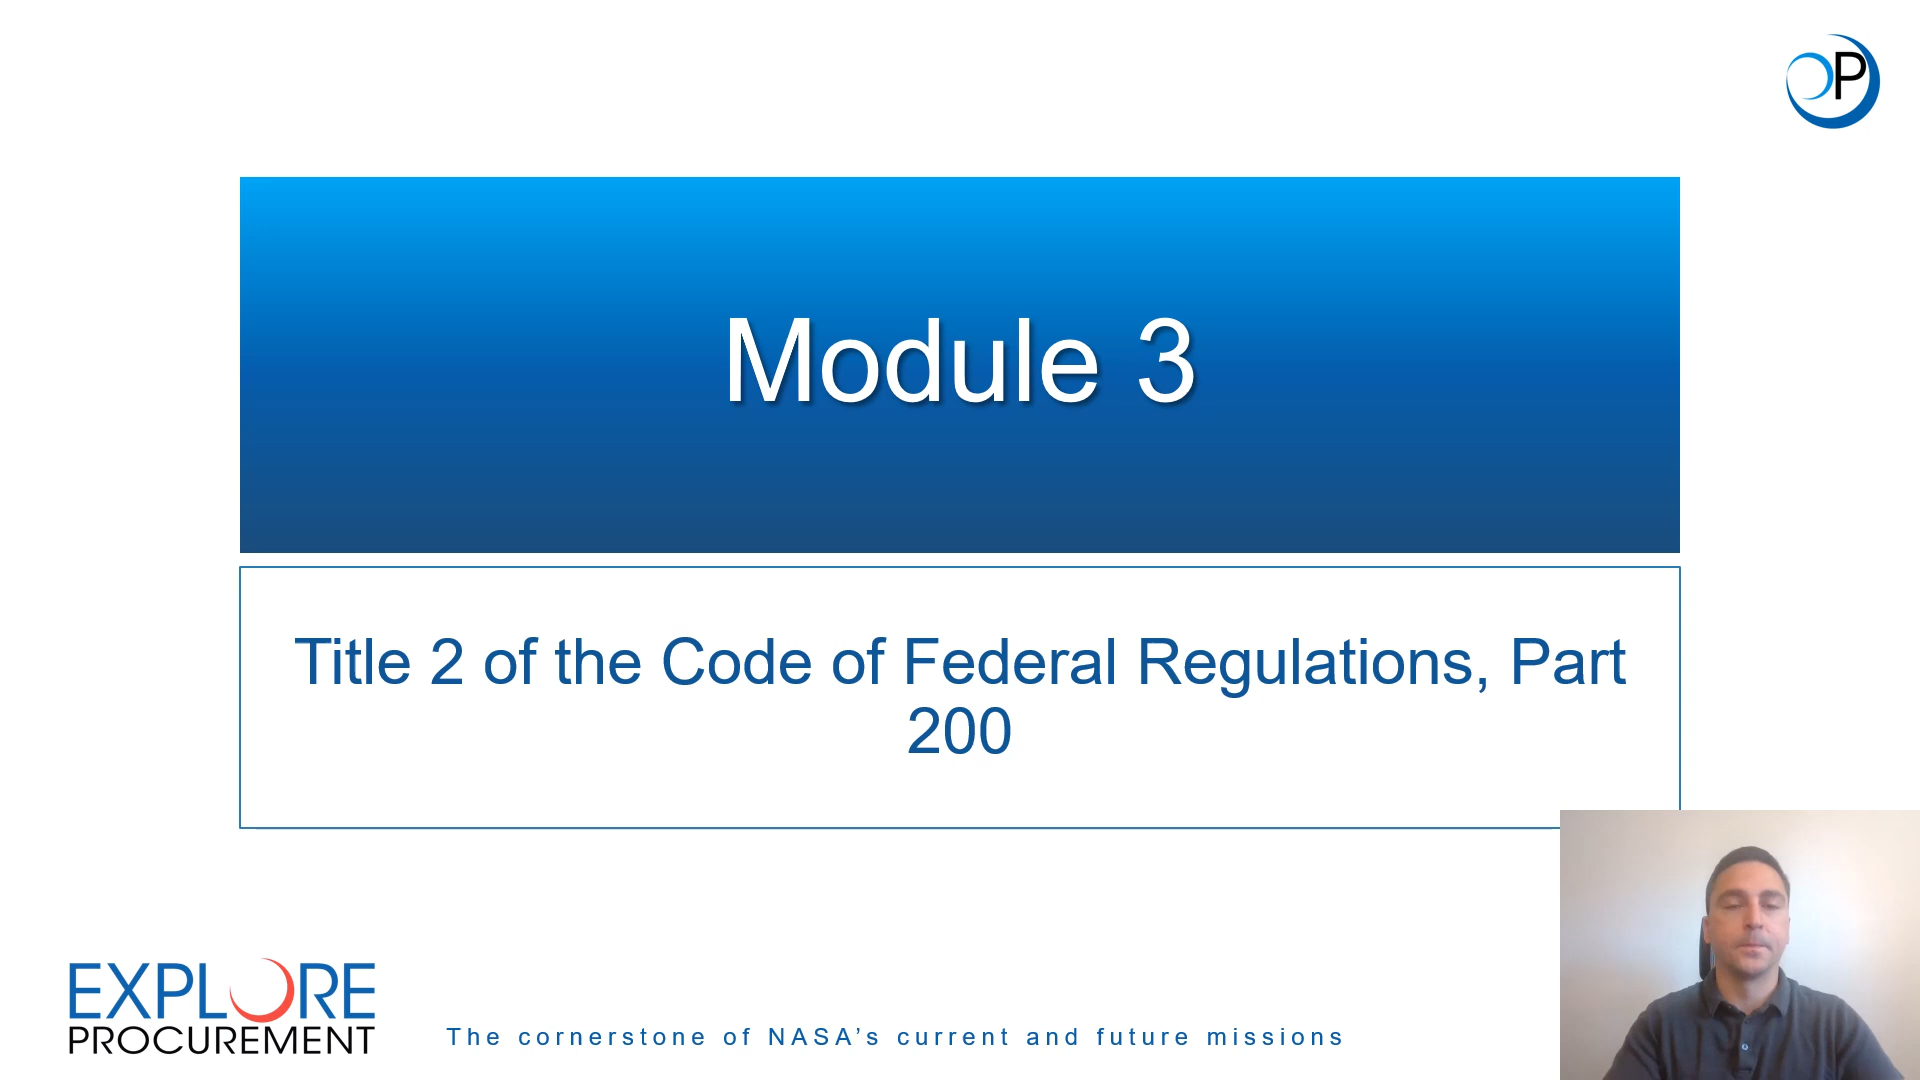 OP
Module 3
Title 2 of the Code of Federal Regulations, Part
200
EXPLORE
PROCUREMENT
The cornerstone of NASA’s current and future missions